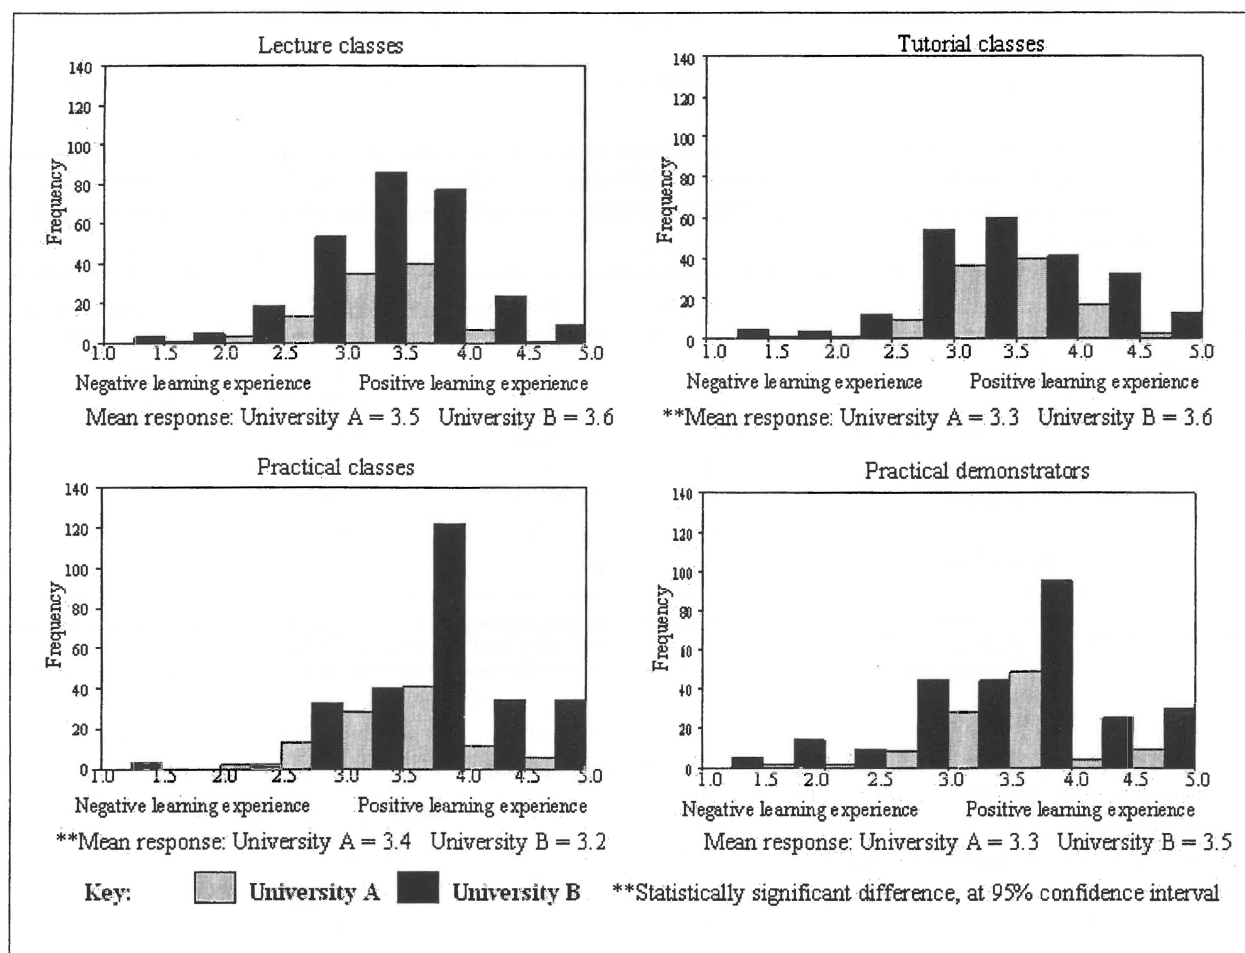 Lecture classes
140
120
100
80
60
40
20
0
Frequency
1.0 1.5 2.0 2.5 3.0 3.5 4.0 4.5 5.0
Negative learning experience Positive learning experience
Mean response: University A = 3.5 University B = 3.6
Tutorial classes
140
120
100
80
60
40
20
0
Frequency
1.0 1.5 2.0 2.5 3.0 3.5 4.0 4.5 5.0
Negative learning experience Positive learning experience
**Mean response: University A = 3.3 University B = 3.6
Practical classes
140
120
100
80
60
40
20
0
Frequency
1.0 1.5 2.0 2.5 3.0 3.5 4.0 4.5 5.0
Negative learning experience Positive learning experience
**Mean response: University A = 3.4 University B = 3.2
Practical demonstrators
140
120
100
80
60
40
20
0
Frequency
1.0 1.5 2.0 2.5 3.0 3.5 4.0 4.5 5.0
Negative learning experience Positive learning experience
Mean response: University A = 3.3 University B = 3.5
Key: University A University B **Statistically significant difference, at 95% confidence interval